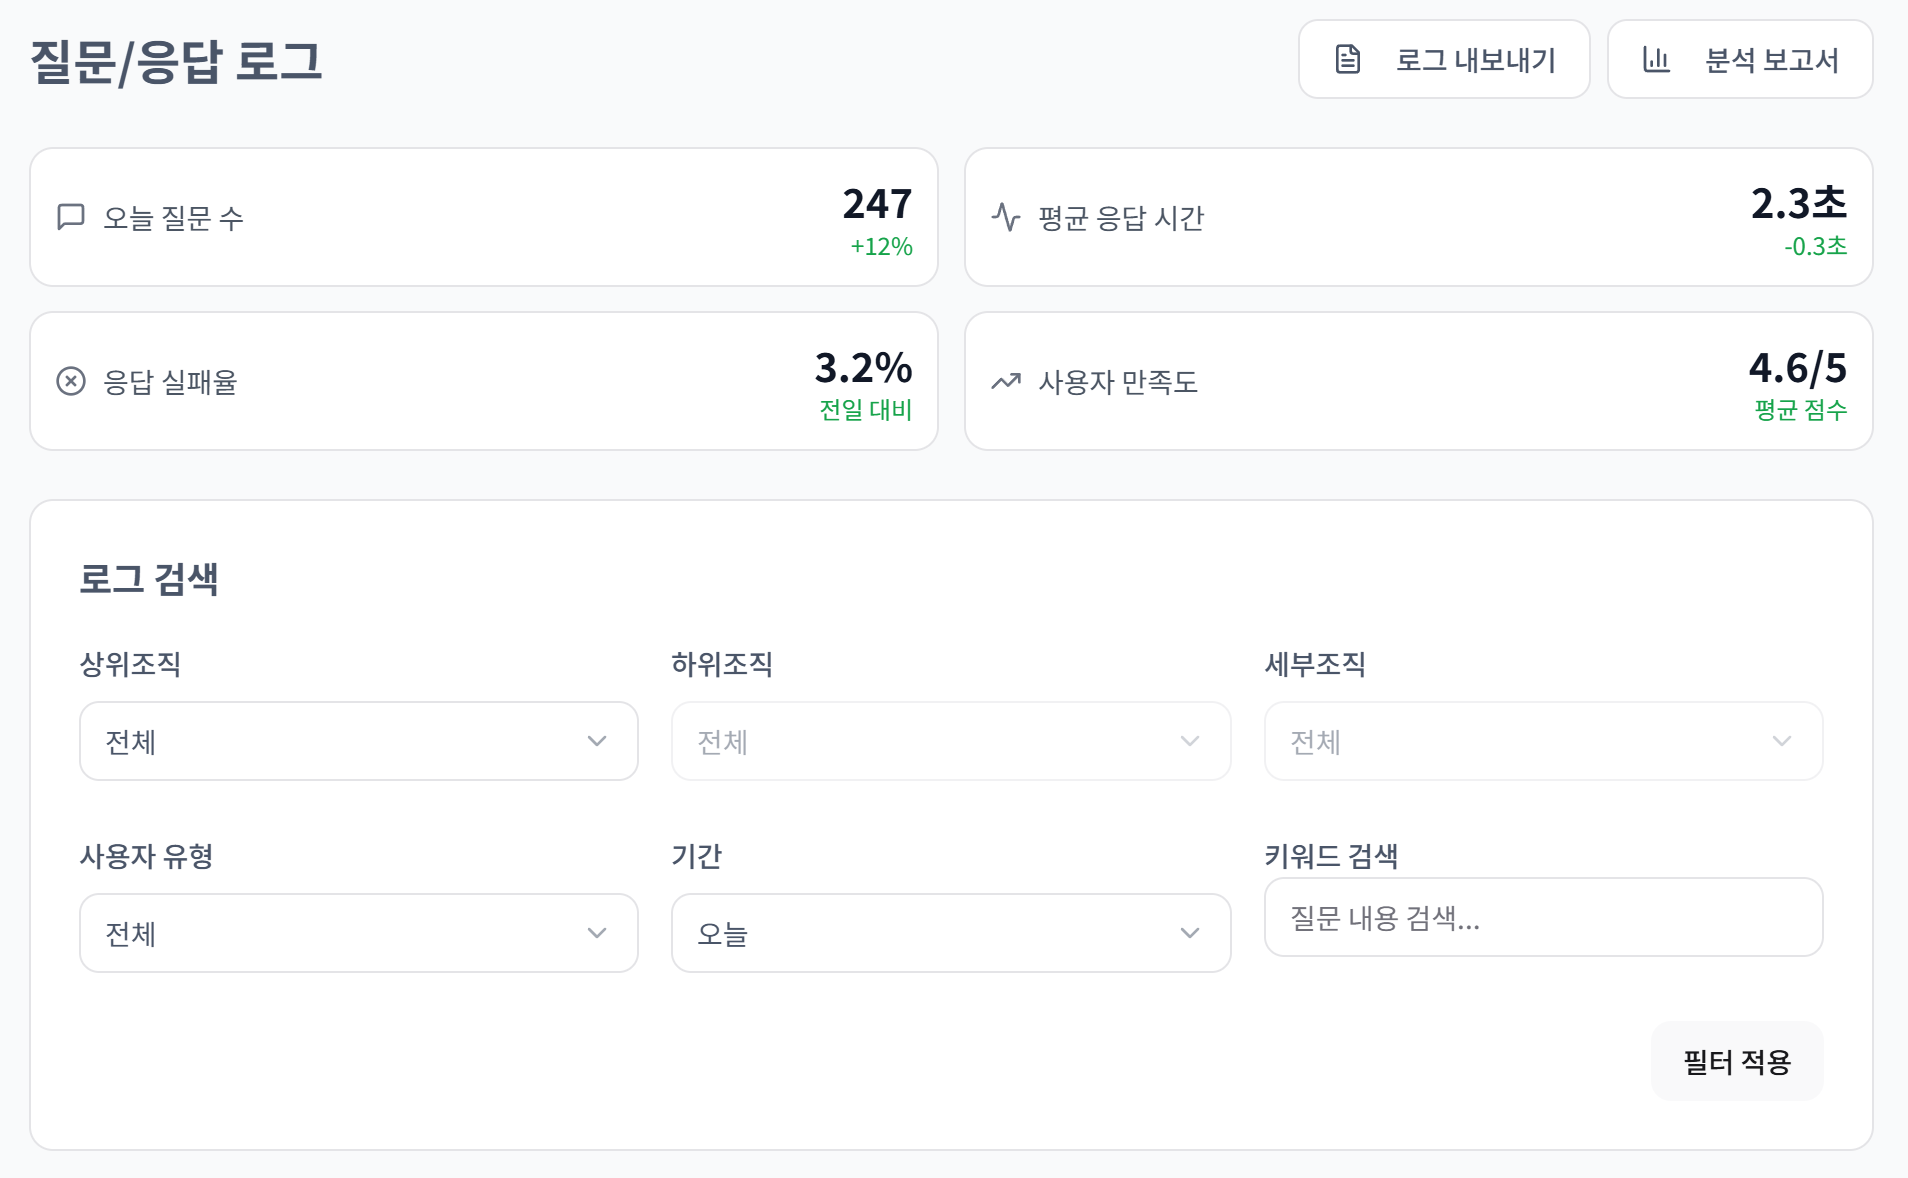 질문/응답 로그
로그 내보내기
분석 보고서
오늘 질문 수
247
+12%
평균 응답 시간
2.3초
-0.3초
응답 실패율
3.2%
전일 대비
사용자 만족도
4.6/5
평균 점수
로그 검색
상위조직
하위조직
세부조직
전체
전체
전체
사용자 유형
기간
키워드 검색
전체
오늘
질문 내용 검색...
필터 적용